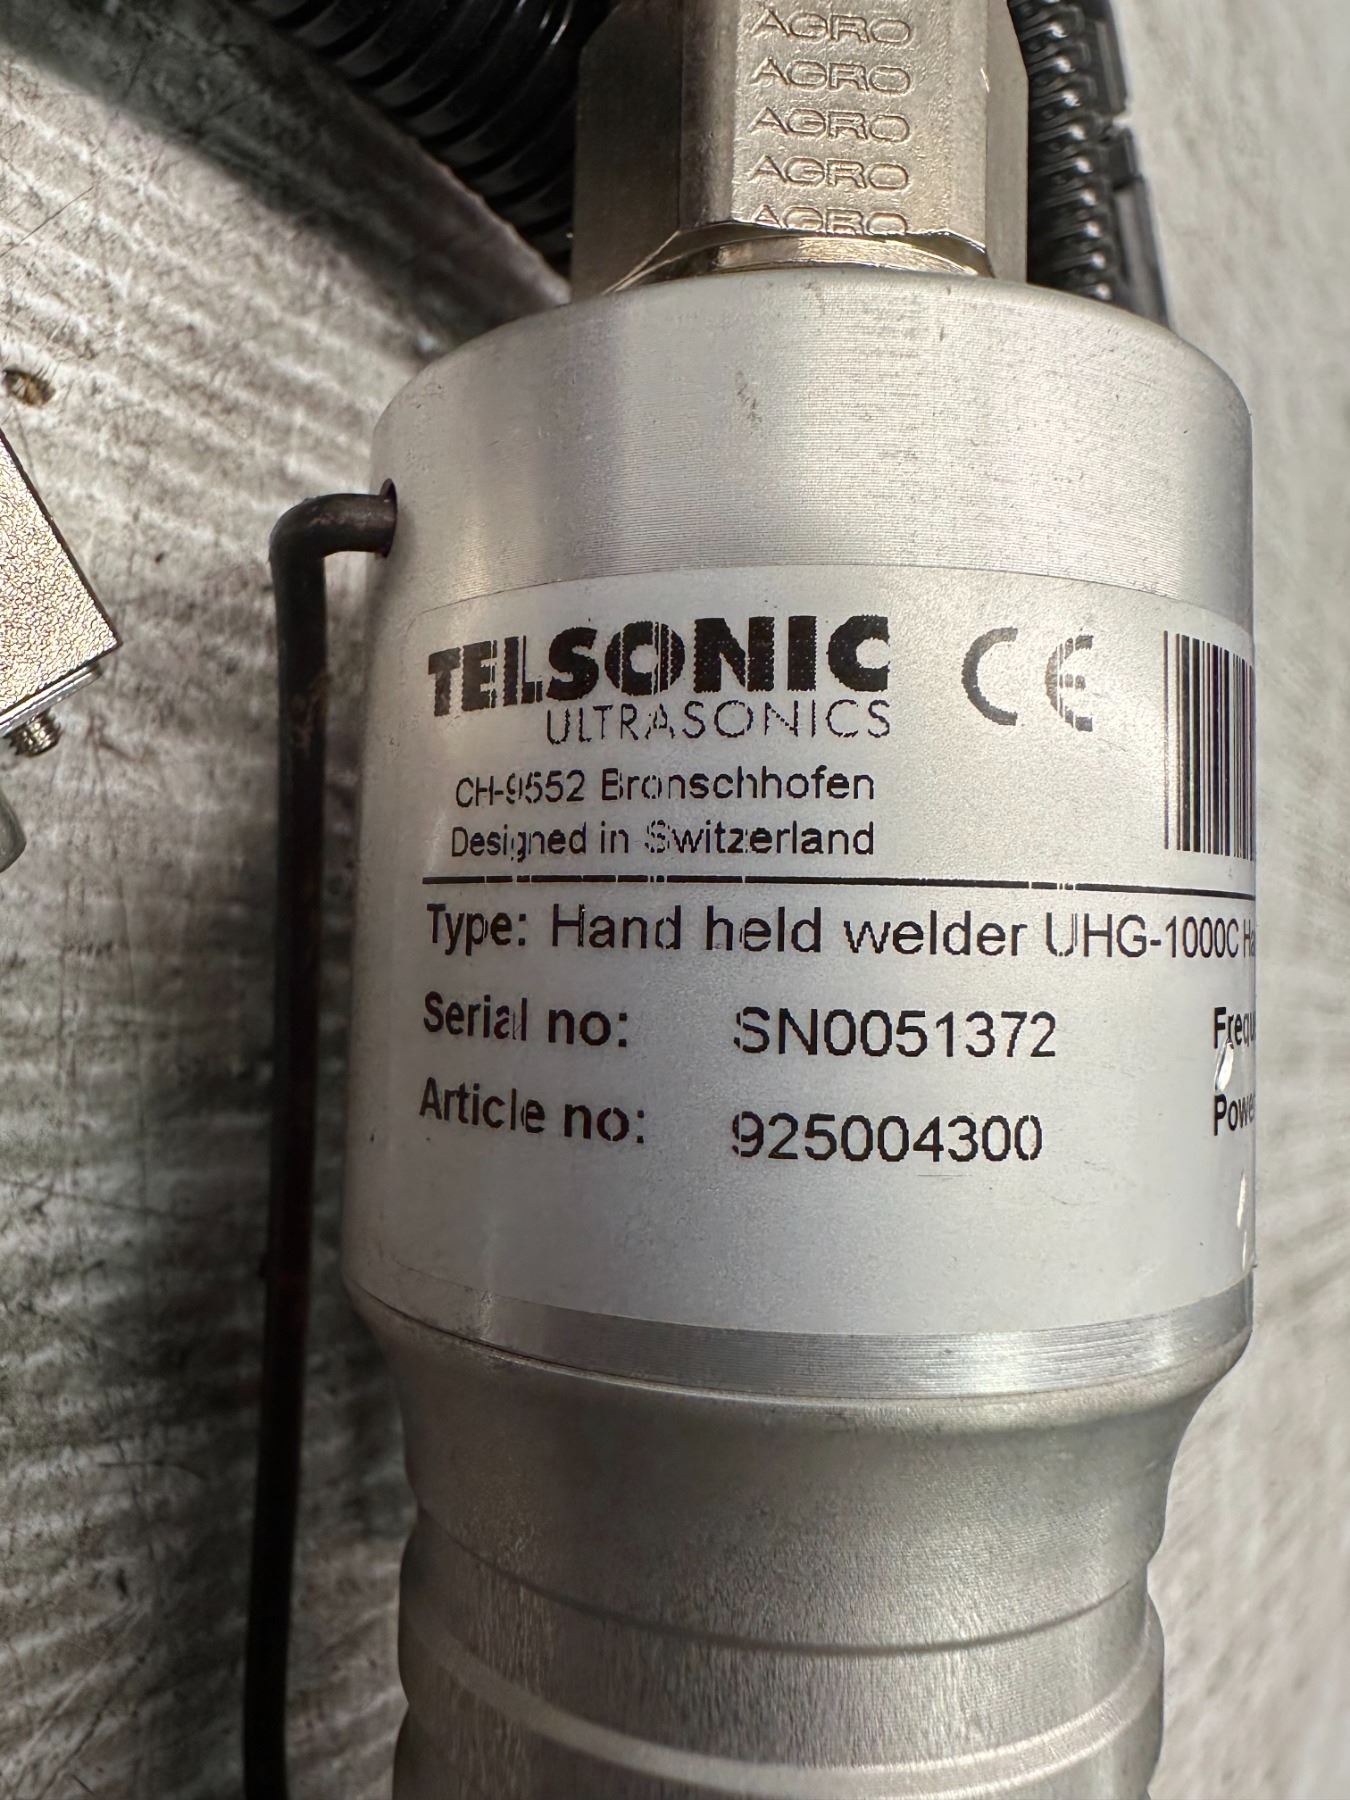 AGRO
AGRO
AGRO
AGRO
AGRO
TELSONIC
ULTRASONICS
CE
CH-9552 Bronschhofen
Designed in Switzerland
Type: Hand held welder UHG-1000C
Serial no: SN0051372
Article no: 925004300